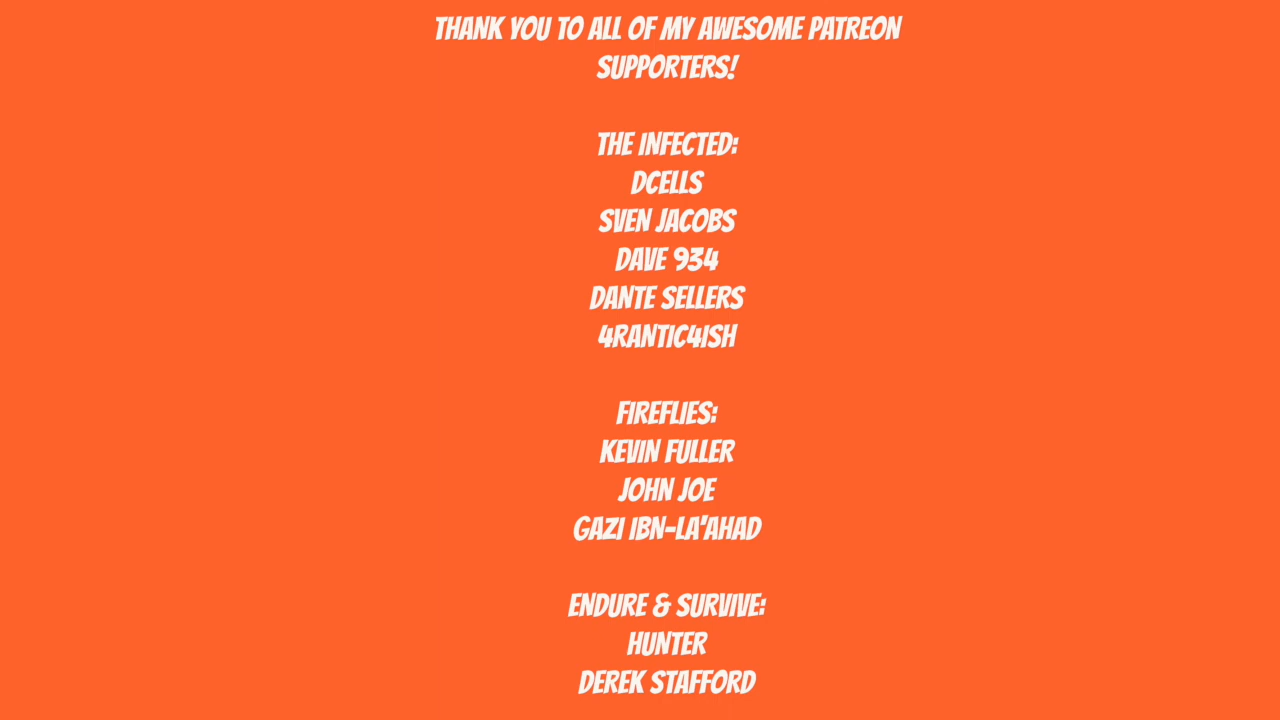 THANK YOU TO ALL OF MY AWESOME PATREON
SUPPORTERS!
THE INFECTED:
DCELLS
SVEN JACOBS
DAVE 934
DANTE SELLERS
4RANTIC4ISH
FIREFLIES:
KEVIN FULLER
JOHN JOE
GAZI IBN-LA'AHAD
ENDURE & SURVIVE:
HUNTER
DEREK STAFFORD